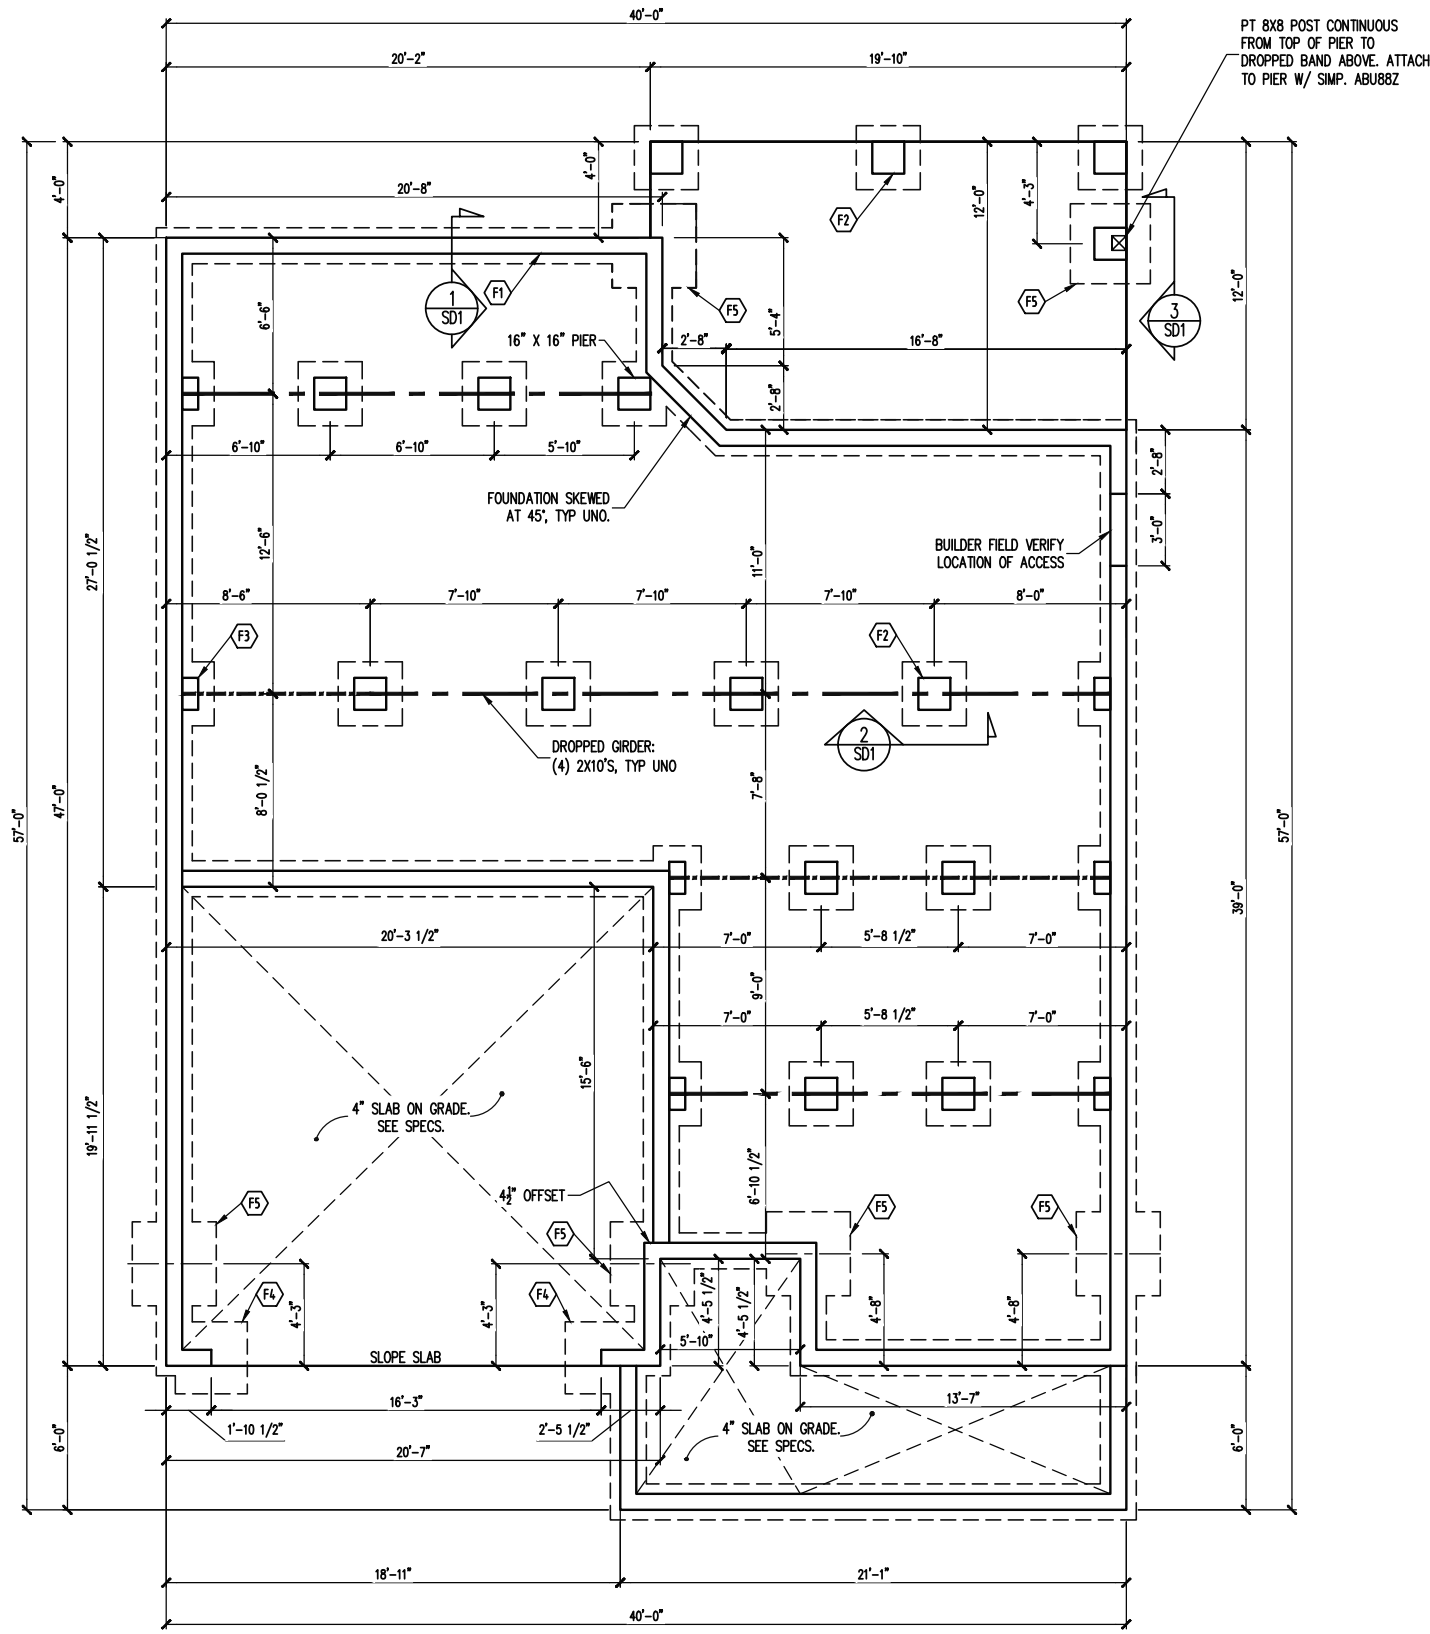 40'-0"
PT 8X8 POST CONTINUOUS
FROM TOP OF PIER TO
DROPPED BAND ABOVE. ATTACH
TO PIER W/ SIMP. ABU88Z
20'-2"
19'-10"
4'-0"
4'-0"
20'-8"
12'-0"
4'-3"
F2
F5
F5
12'-0"
1
SD1
F1
3
SD1
6'-6"
5'-4"
16" X 16" PIER
2'-8"
16'-8"
2'-8"
6'-10"
6'-10"
5'-10"
2'-8"
FOUNDATION SKEWED
AT 45°, TYP UNO.
27'-0 1/2"
12'-6"
11'-0"
BUILDER FIELD VERIFY
LOCATION OF ACCESS
3'-0"
8'-6"
7'-10"
7'-10"
7'-10"
8'-0"
F3
F2
DROPPED GIRDER:
(4) 2X10'S, TYP UNO
2
SD1
57'-0"
47'-0"
8'-0 1/2"
7'-8"
57'-0"
39'-0"
20'-3 1/2"
7'-0"
5'-8 1/2"
7'-0"
9'-0"
7'-0"
5'-8 1/2"
7'-0"
15'-6"
4" SLAB ON GRADE.
SEE SPECS.
19'-11 1/2"
6'-10 1/2"
4½" OFFSET
F5
F5
F5
F5
F4
F4
4'-3"
4'-3"
4'-5 1/2"
4'-5 1/2"
4'-8"
4'-8"
5'-10"
SLOPE SLAB
16'-3"
13'-7"
1'-10 1/2"
2'-5 1/2"
4" SLAB ON GRADE.
SEE SPECS.
6'-0"
6'-0"
20'-7"
18'-11"
21'-1"
40'-0"